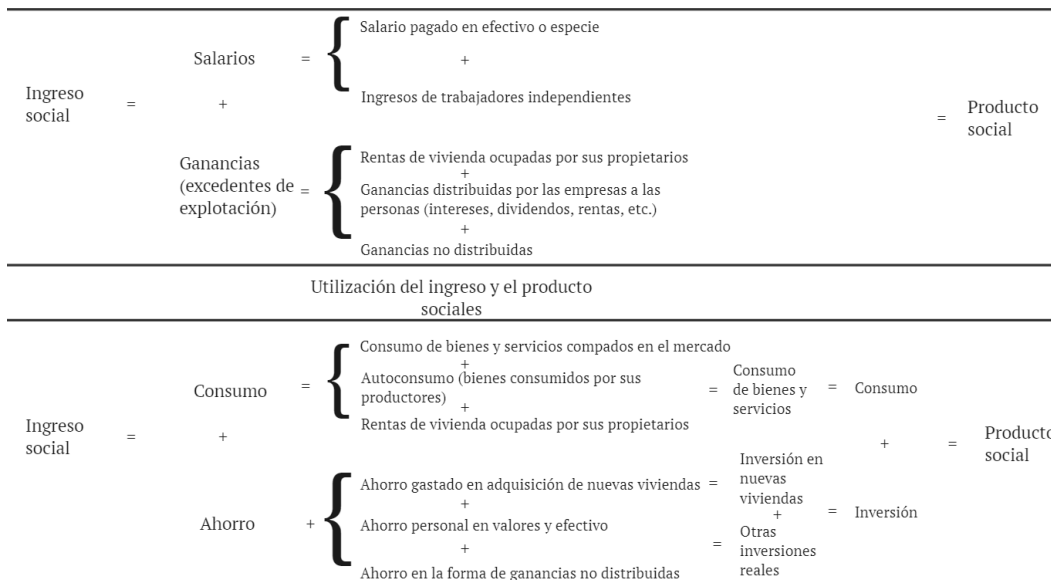 Salario pagado en efectivo o especie
Salarios = {
+
Ingresos de trabajadores independientes
Ingreso
social
= +
= Producto
social
Ganancias
(excedentes de
explotación)
= {
Rentas de vivienda ocupadas por sus propietarios
+
Ganancias distribuidas por las empresas a las
personas (intereses, dividendos, rentas, etc.)
+
Ganancias no distribuidas
Utilización del ingreso y el producto
sociales
Consumo de bienes y servicios compados en el mercado
+
Consumo = {
Autoconsumo (bienes consumidos por sus
productores)
+
Rentas de vivienda ocupadas por sus propietarios
= Consumo
de bienes y
servicios
= Consumo
Ingreso
social
= +
+ = Producto
social
Ahorro + {
Ahorro gastado en adquisición de nuevas viviendas =
+
Ahorro personal en valores y efectivo
+
Ahorro en la forma de ganancias no distribuidas
Inversión en
nuevas
viviendas
+
= Otras
inversiones
reales
= Inversión